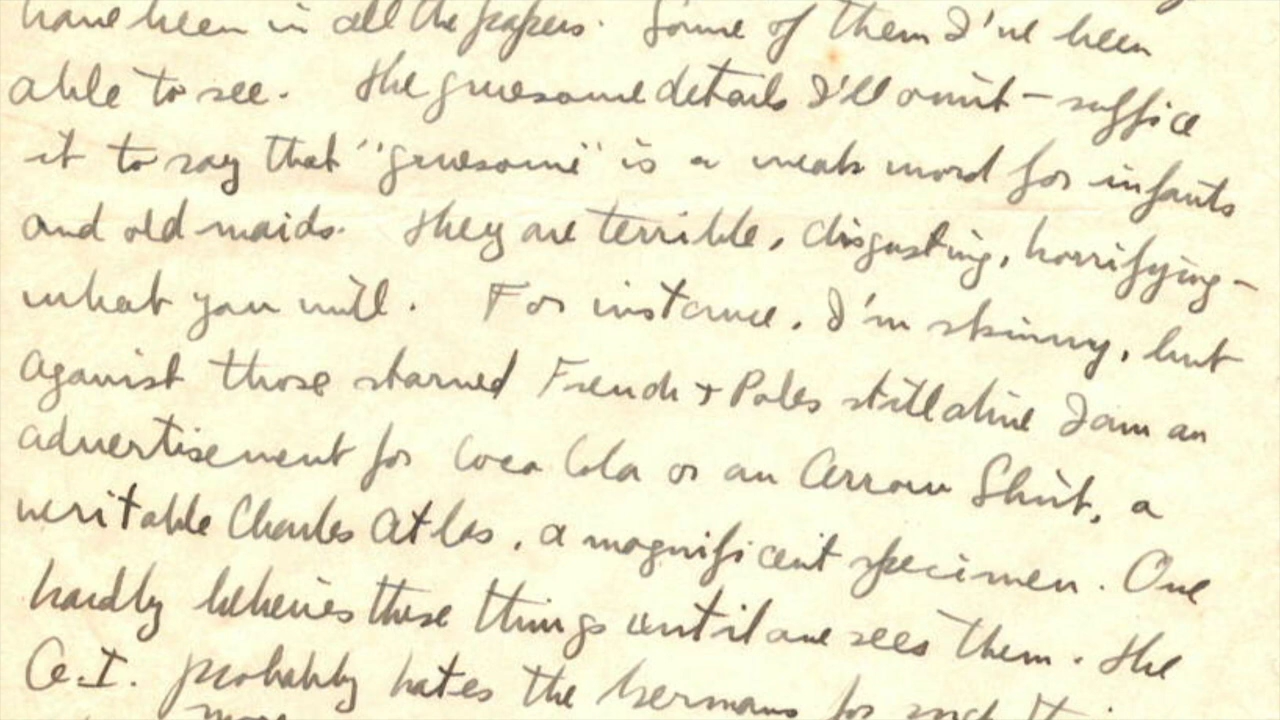 have been in all the papers. Some of them I've been
able to see. The gruesome details I'll omit – suffice
it to say that "gruesome" is a weak word for infants
and old maids. They are terrible, disgusting, horrifying –
what you will. For instance, I'm skinny, but
against those starved French + Poles still alive I am an
advertisement for Coca Cola or an Arrow Shirt, a
veritable Charles Atlas, a magnificent specimen. One
hardly believes these things until one sees them. The
G.I. probably hates the Germans for such
more